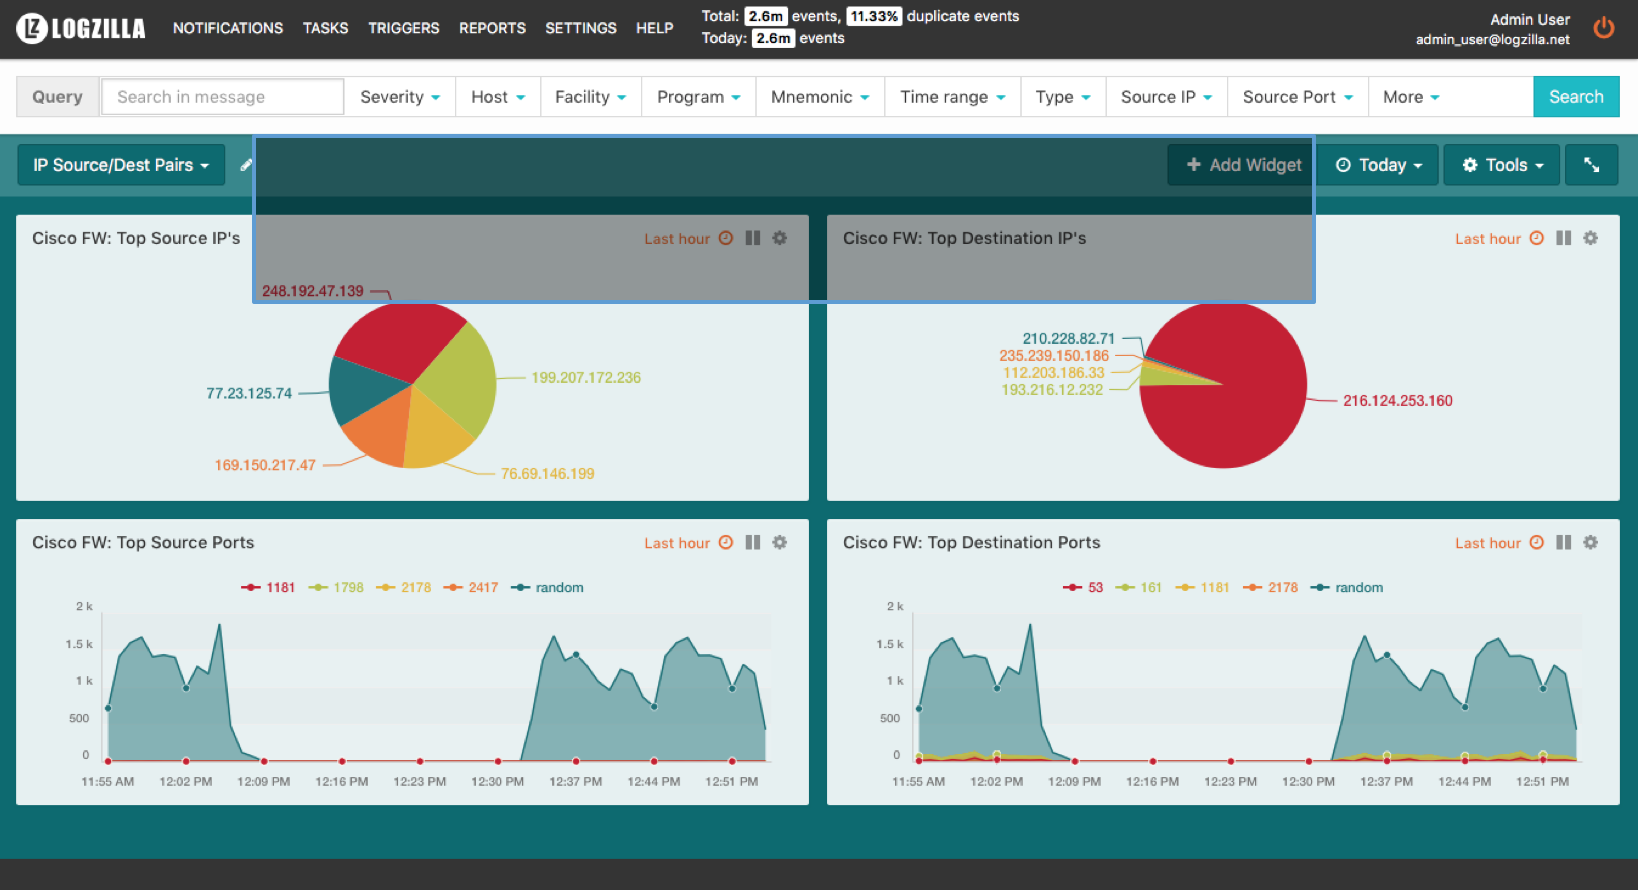 LOGZILLA NOTIFICATIONS TASKS TRIGGERS REPORTS SETTINGS HELP
Total: 2.6m events, 11.33% duplicate events
Today: 2.6m events
Admin User
admin_user@logzilla.net
Query Search in message Severity Host Facility Program Mnemonic Time range Type Source IP Source Port More Search
IP Source/Dest Pairs + Add Widget Today Tools
Cisco FW: Top Source IP's Last hour
248.192.47.139
199.207.172.236
77.23.125.74
169.150.217.47
76.69.146.199
Cisco FW: Top Destination IP's Last hour
210.228.82.71
235.239.150.186
112.203.186.33
193.216.12.232
216.124.253.160
Cisco FW: Top Source Ports Last hour
1181 1798 2178 2417 random
2 k
1.5 k
1 k
500
0
11:55 AM 12:02 PM 12:09 PM 12:16 PM 12:23 PM 12:30 PM 12:37 PM 12:44 PM 12:51 PM
Cisco FW: Top Destination Ports Last hour
53 161 1181 2178 random
2 k
1.5 k
1 k
500
0
11:55 AM 12:02 PM 12:09 PM 12:16 PM 12:23 PM 12:30 PM 12:37 PM 12:44 PM 12:51 PM